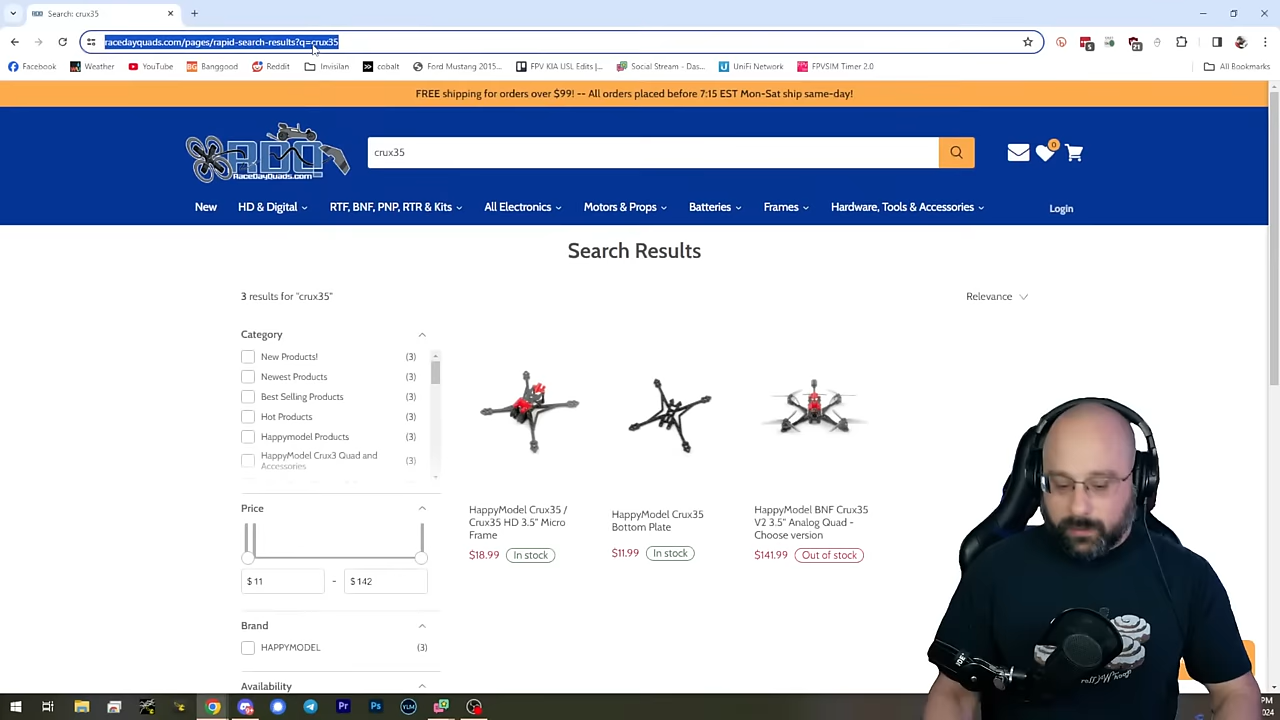 Search: crux35
racedayquads.com/pages/rapid-search-results?q=crux35
Facebook
Weather
YouTube
Banggood
Reddit
Invisilan
cobalt
Ford Mustang 2015...
FPV KIA USL Edits |...
Social Stream - Das...
UniFi Network
FPVSIM Timer 2.0
All Bookmarks
FREE shipping for orders over $99! -- All orders placed before 7:15 EST Mon-Sat ship same-day!
RDQ
RaceDayQuads.com
crux35
0
New
HD & Digital
RTF, BNF, PNP, RTR & Kits
All Electronics
Motors & Props
Batteries
Frames
Hardware, Tools & Accessories
Login
Search Results
3 results for "crux35"
Relevance
Category
New Products! (3)
Newest Products (3)
Best Selling Products (3)
Hot Products (3)
Happymodel Products (3)
HappyModel Crux3 Quad and
Accessories (3)
Price
$ 11 - $ 142
Brand
HAPPYMODEL (3)
Availability
HappyModel Crux35 /
Crux35 HD 3.5" Micro
Frame
$18.99 In stock
HappyModel Crux35
Bottom Plate
$11.99 In stock
HappyModel BNF Crux35
V2 3.5" Analog Quad -
Choose version
$141.99 Out of stock